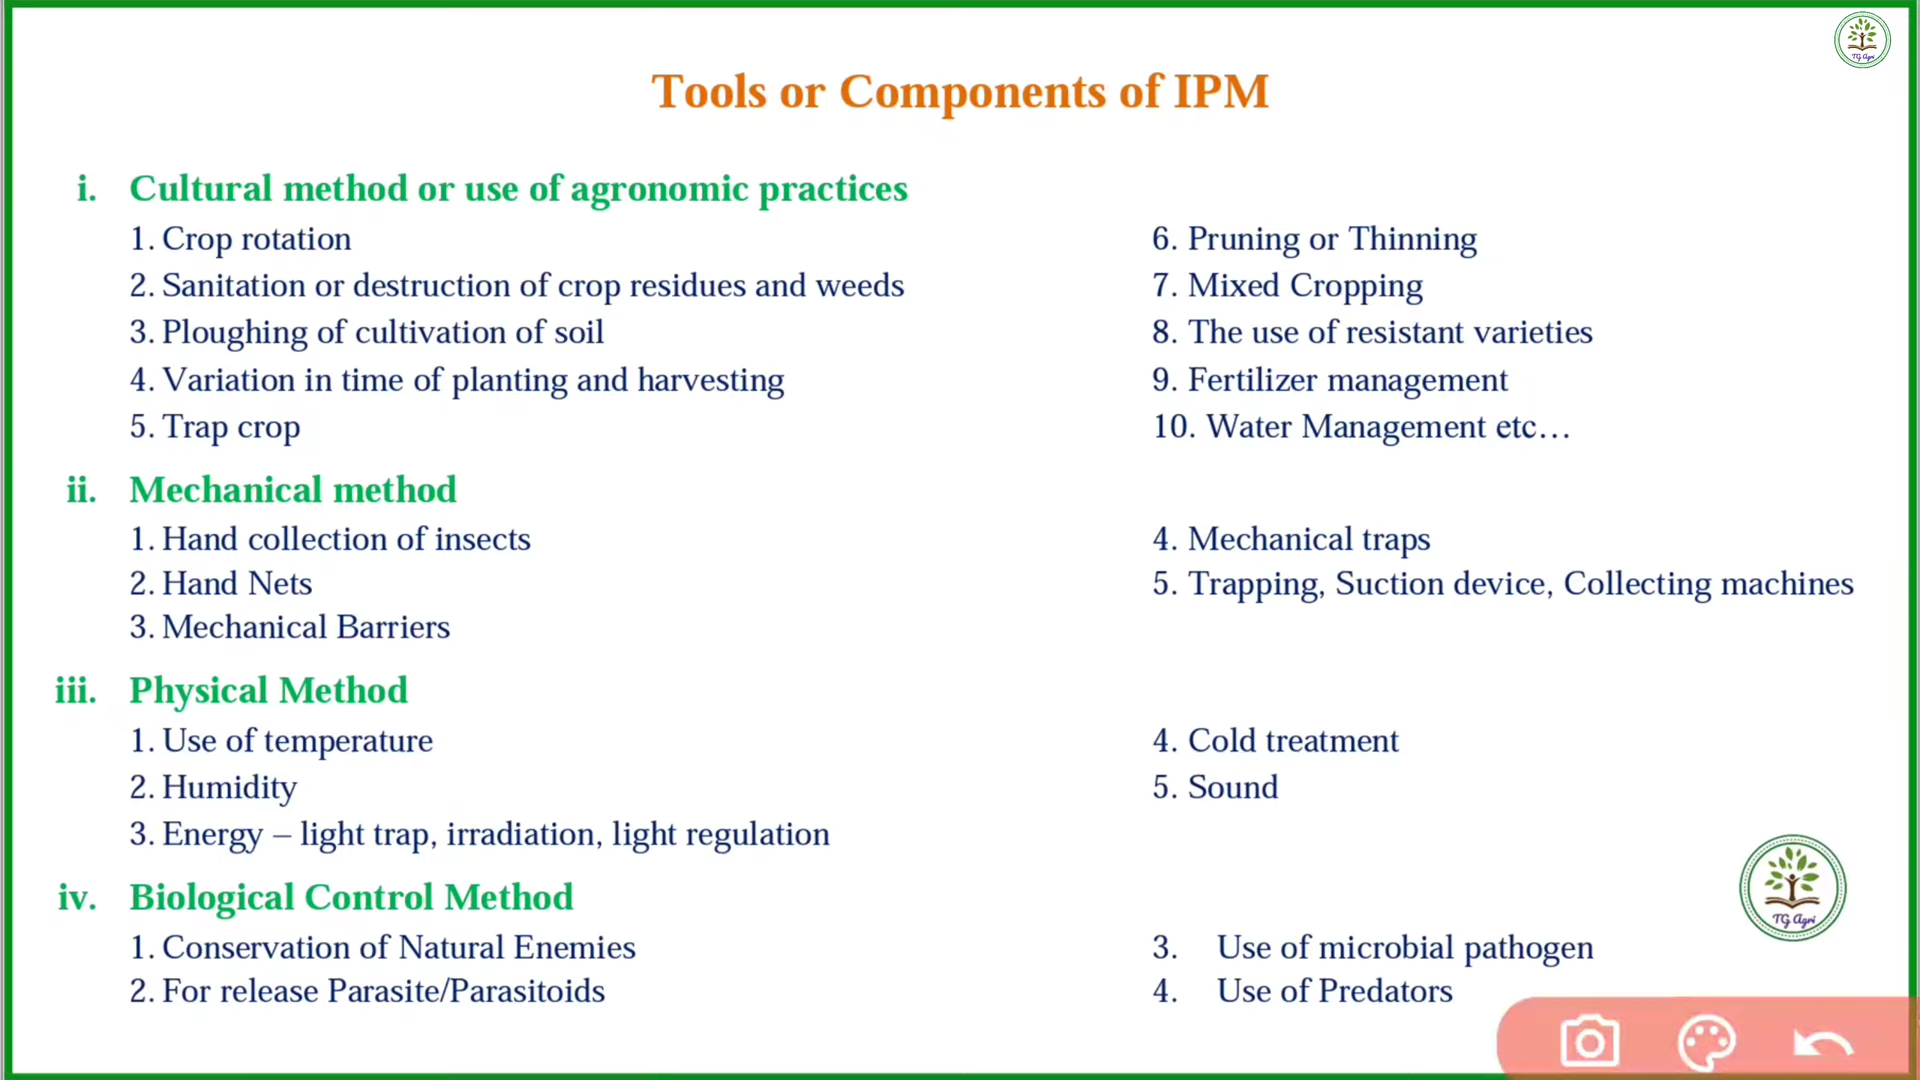 TG Agri
Tools or Components of IPM
i. Cultural method or use of agronomic practices
1. Crop rotation
2. Sanitation or destruction of crop residues and weeds
3. Ploughing of cultivation of soil
4. Variation in time of planting and harvesting
5. Trap crop
6. Pruning or Thinning
7. Mixed Cropping
8. The use of resistant varieties
9. Fertilizer management
10. Water Management etc…
ii. Mechanical method
1. Hand collection of insects
2. Hand Nets
3. Mechanical Barriers
4. Mechanical traps
5. Trapping, Suction device, Collecting machines
iii. Physical Method
1. Use of temperature
2. Humidity
3. Energy – light trap, irradiation, light regulation
4. Cold treatment
5. Sound
iv. Biological Control Method
1. Conservation of Natural Enemies
2. For release Parasite/Parasitoids
3. Use of microbial pathogen
4. Use of Predators
TG Agri